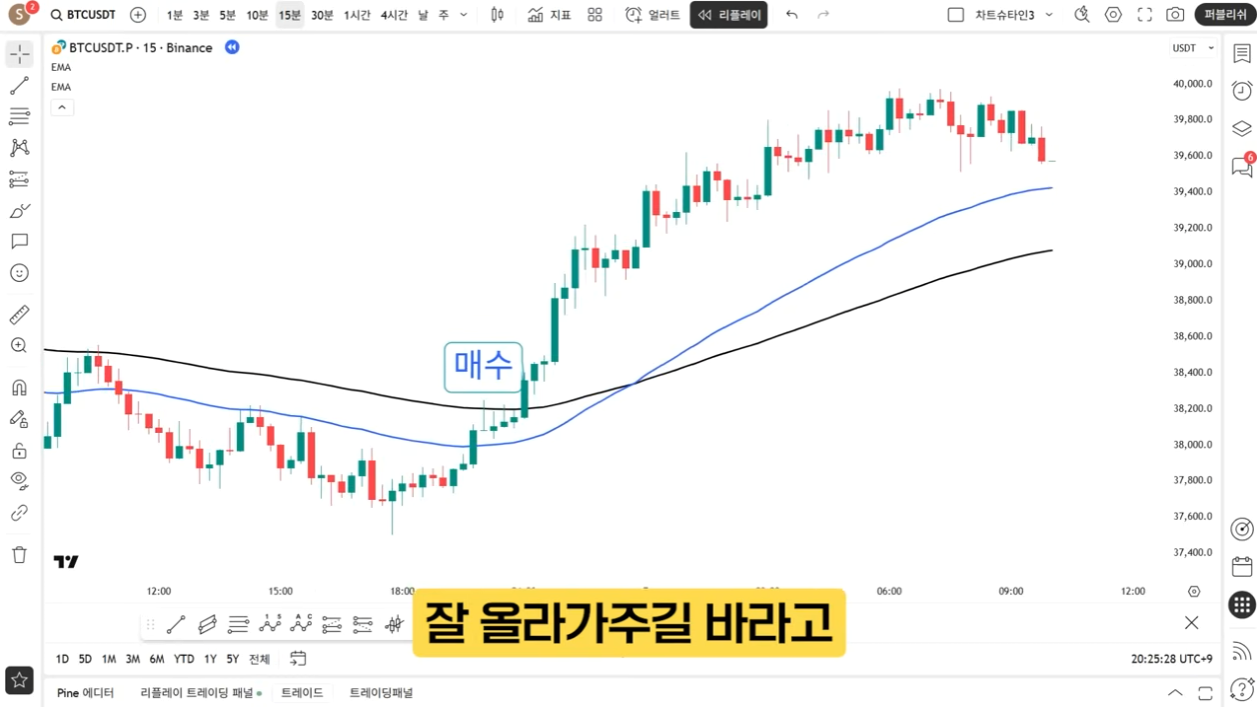 S 2 BTCUSDT 1분 3분 5분 10분 15분 30분 1시간 4시간 날 주 지표 얼러트 리플레이 차트슈타인3 퍼블리쉬
BTCUSDT.P · 15 · Binance
USDT
EMA
EMA
40,000.0
39,800.0
39,600.0
39,400.0
39,200.0
39,000.0
38,800.0
38,600.0
38,400.0
38,200.0
38,000.0
37,800.0
37,600.0
37,400.0
6
매수
12:00 15:00 18:00 06:00 09:00 12:00
잘 올라가주길 바라고
1D 5D 1M 3M 6M YTD 1Y 5Y 전체
20:25:28 UTC+9
Pine 에디터 리플레이 트레이딩 패널 트레이드 트레이딩패널